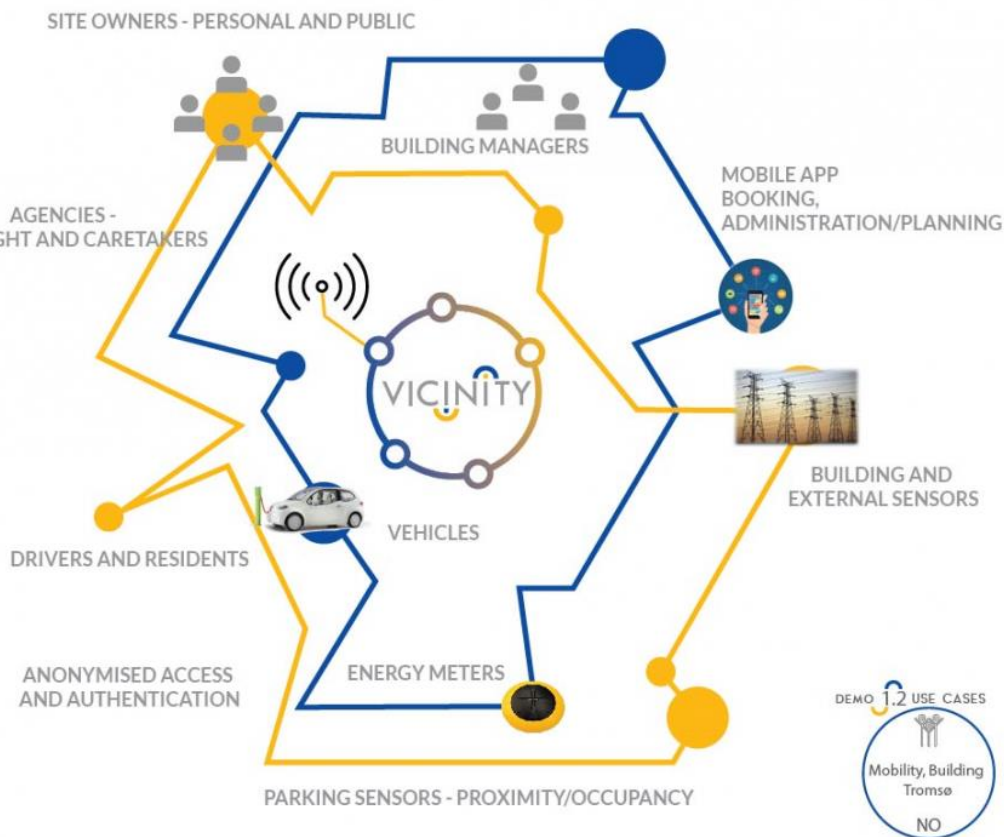 SITE OWNERS - PERSONAL AND PUBLIC
BUILDING MANAGERS
MOBILE APP
BOOKING,
ADMINISTRATION/PLANNING
AGENCIES -
GHT AND CARETAKERS
VICINITY
BUILDING AND
EXTERNAL SENSORS
VEHICLES
DRIVERS AND RESIDENTS
ANONYMISED ACCESS
AND AUTHENTICATION
ENERGY METERS
DEMO 1.2 USE CASES
Mobility, Building
Tromsø
NO
PARKING SENSORS - PROXIMITY/OCCUPANCY